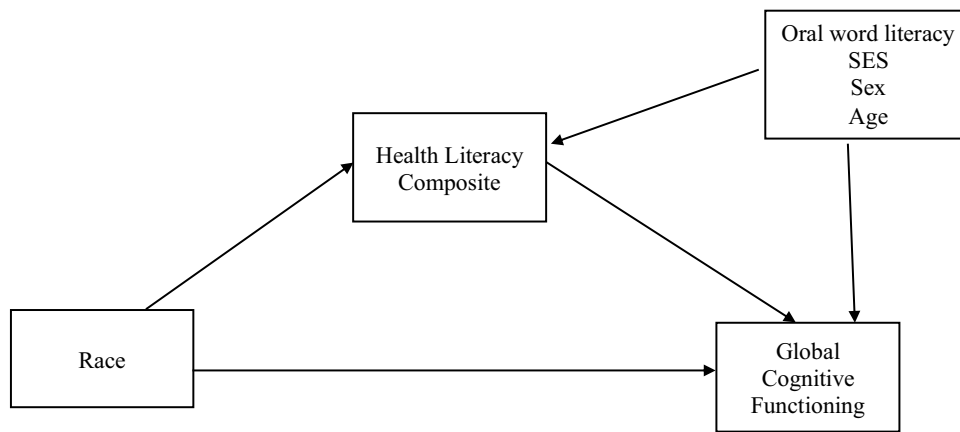 Oral word literacy
SES
Sex
Age
Health Literacy
Composite
Race
Global
Cognitive
Functioning